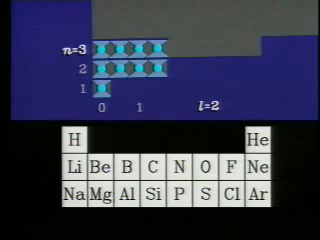 n=3
2
1
0 1 l=2
H He
Li Be B C N O F Ne
Na Mg Al Si P S Cl Ar